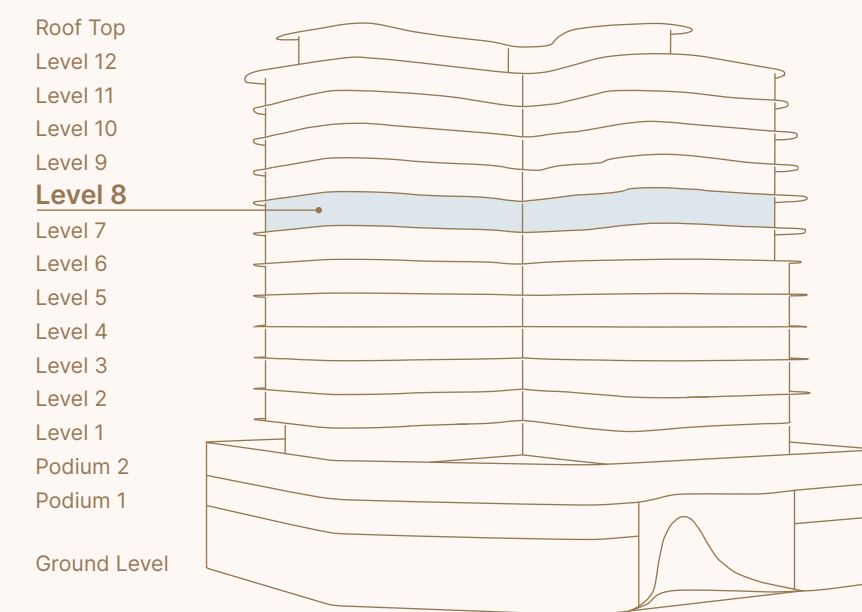 Roof Top
Level 12
Level 11
Level 10
Level 9
Level 8
Level 7
Level 6
Level 5
Level 4
Level 3
Level 2
Level 1
Podium 2
Podium 1
Ground Level